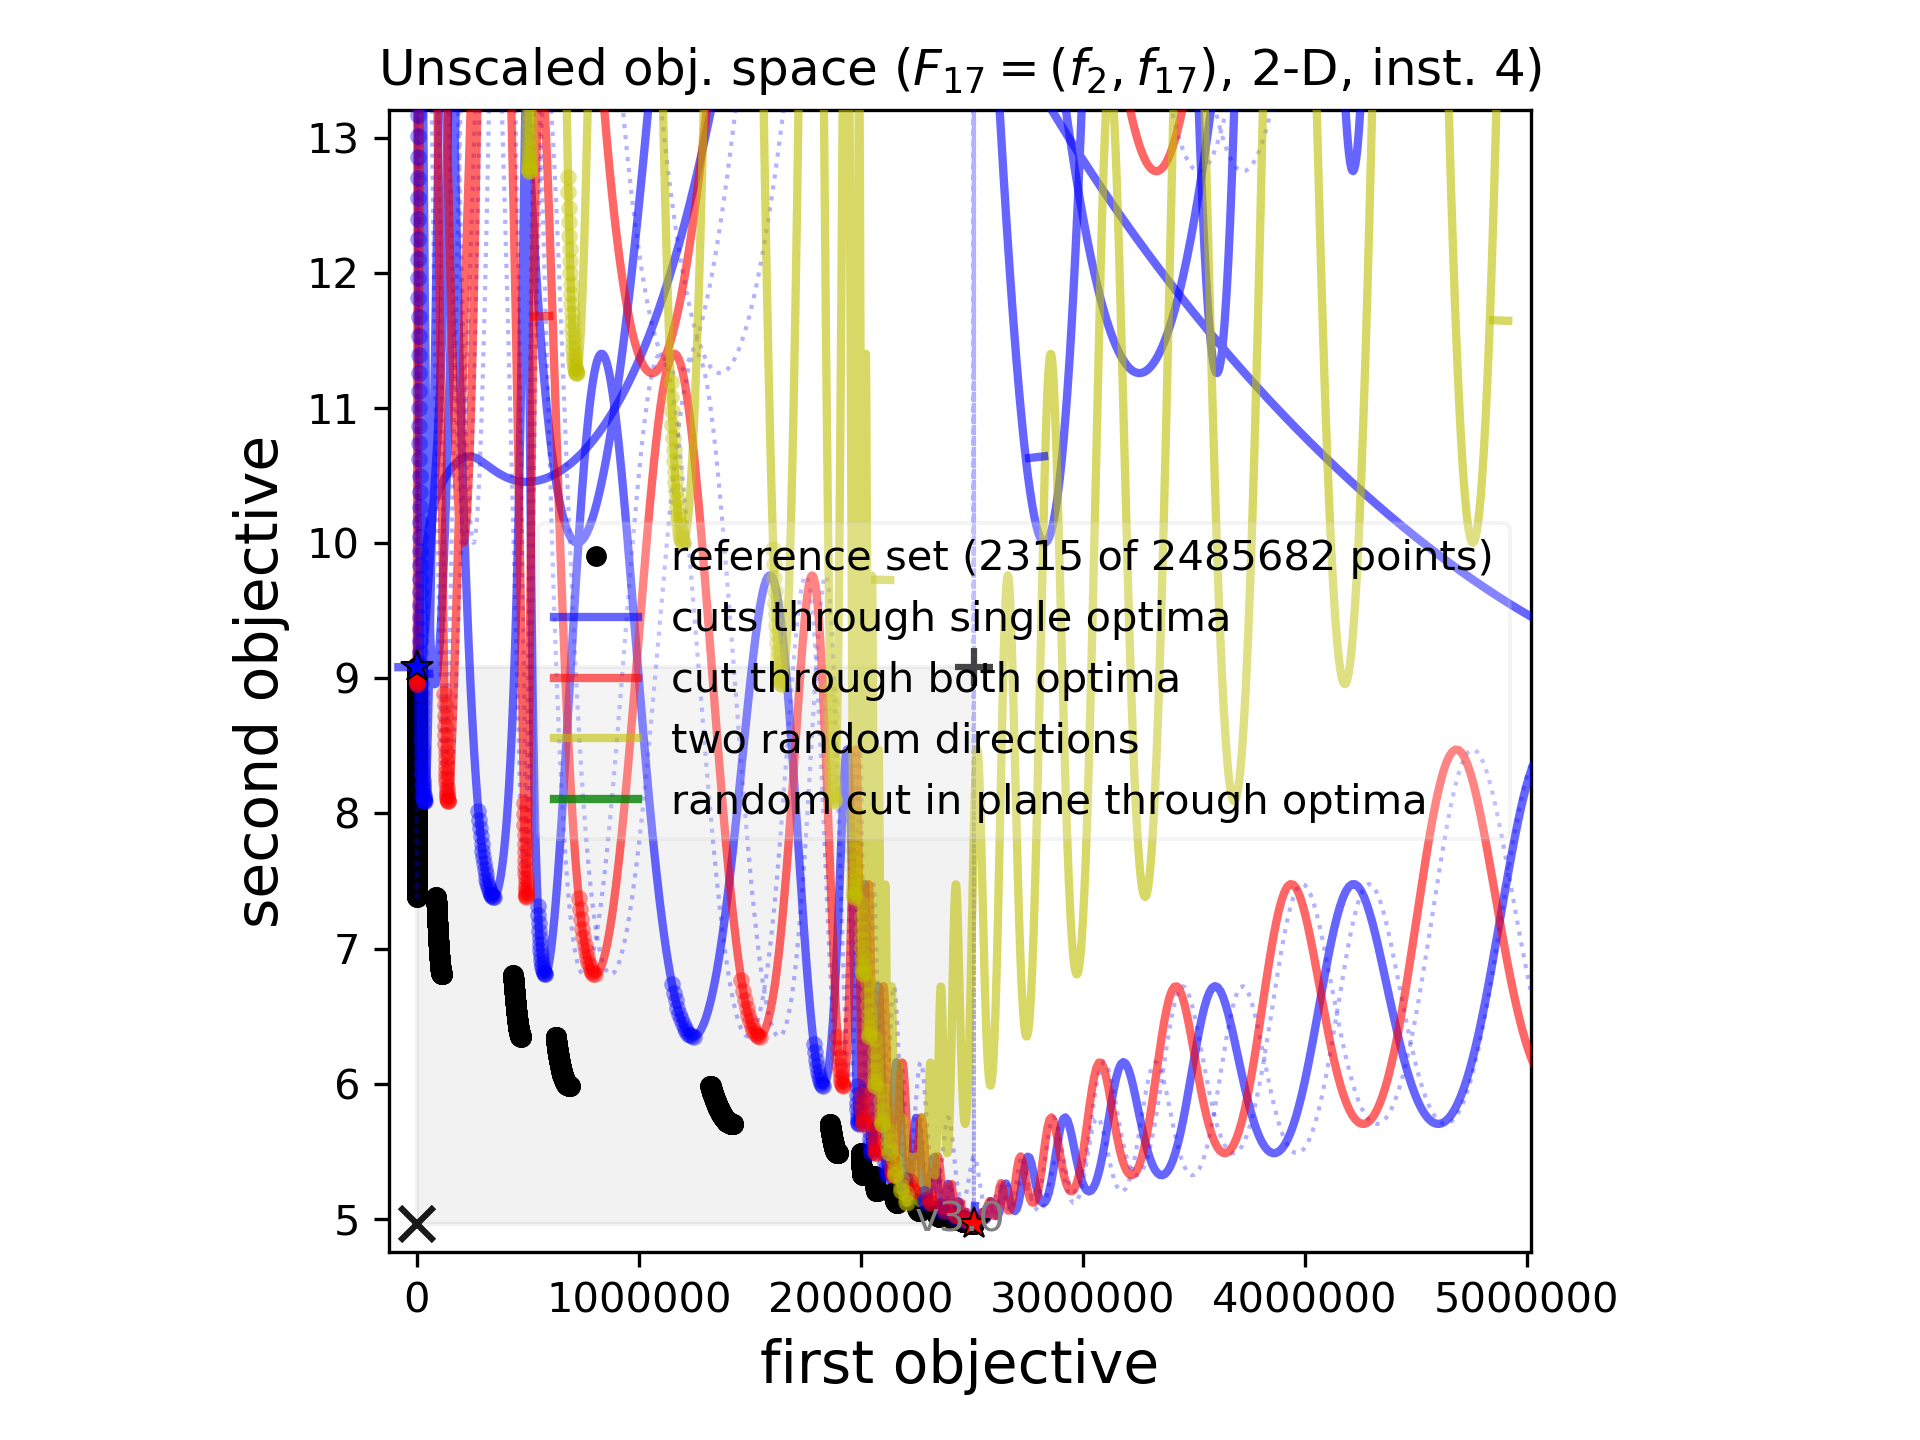 Unscaled obj. space (F₁₇ = (f₂, f₁₇), 2-D, inst. 4)
13
12
11
10
9
8
7
6
5
second objective
reference set (2315 of 2485682 points)
cuts through single optima
cut through both optima
two random directions
random cut in plane through optima
v3.0
0 1000000 2000000 3000000 4000000 5000000
first objective